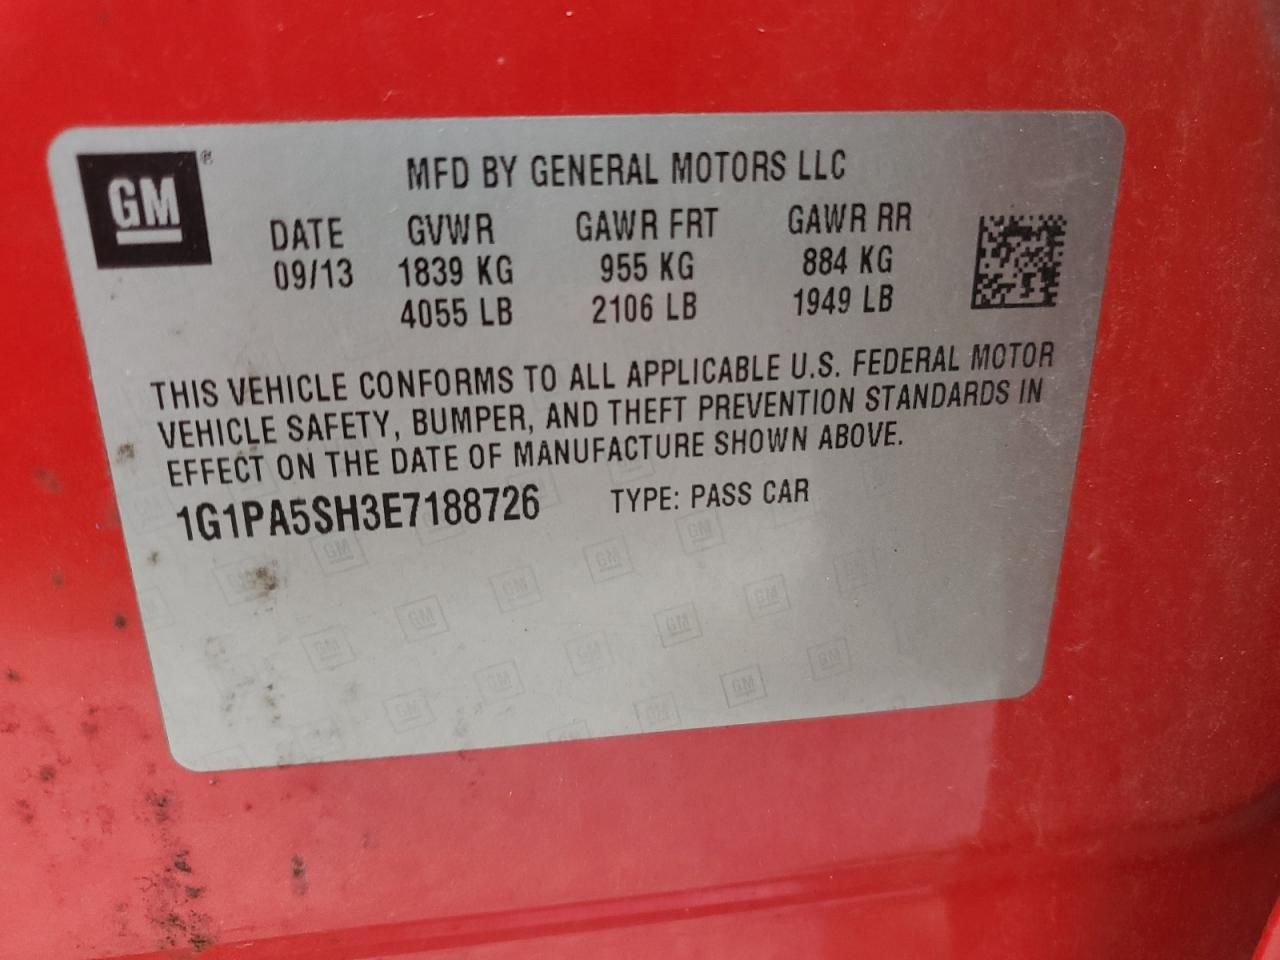 GM®
MFD BY GENERAL MOTORS LLC
DATE GVWR GAWR FRT GAWR RR
09/13 1839 KG 955 KG 884 KG
4055 LB 2106 LB 1949 LB
THIS VEHICLE CONFORMS TO ALL APPLICABLE U.S. FEDERAL MOTOR
VEHICLE SAFETY, BUMPER, AND THEFT PREVENTION STANDARDS IN
EFFECT ON THE DATE OF MANUFACTURE SHOWN ABOVE.
1G1PA5SH3E7188726 TYPE: PASS CAR